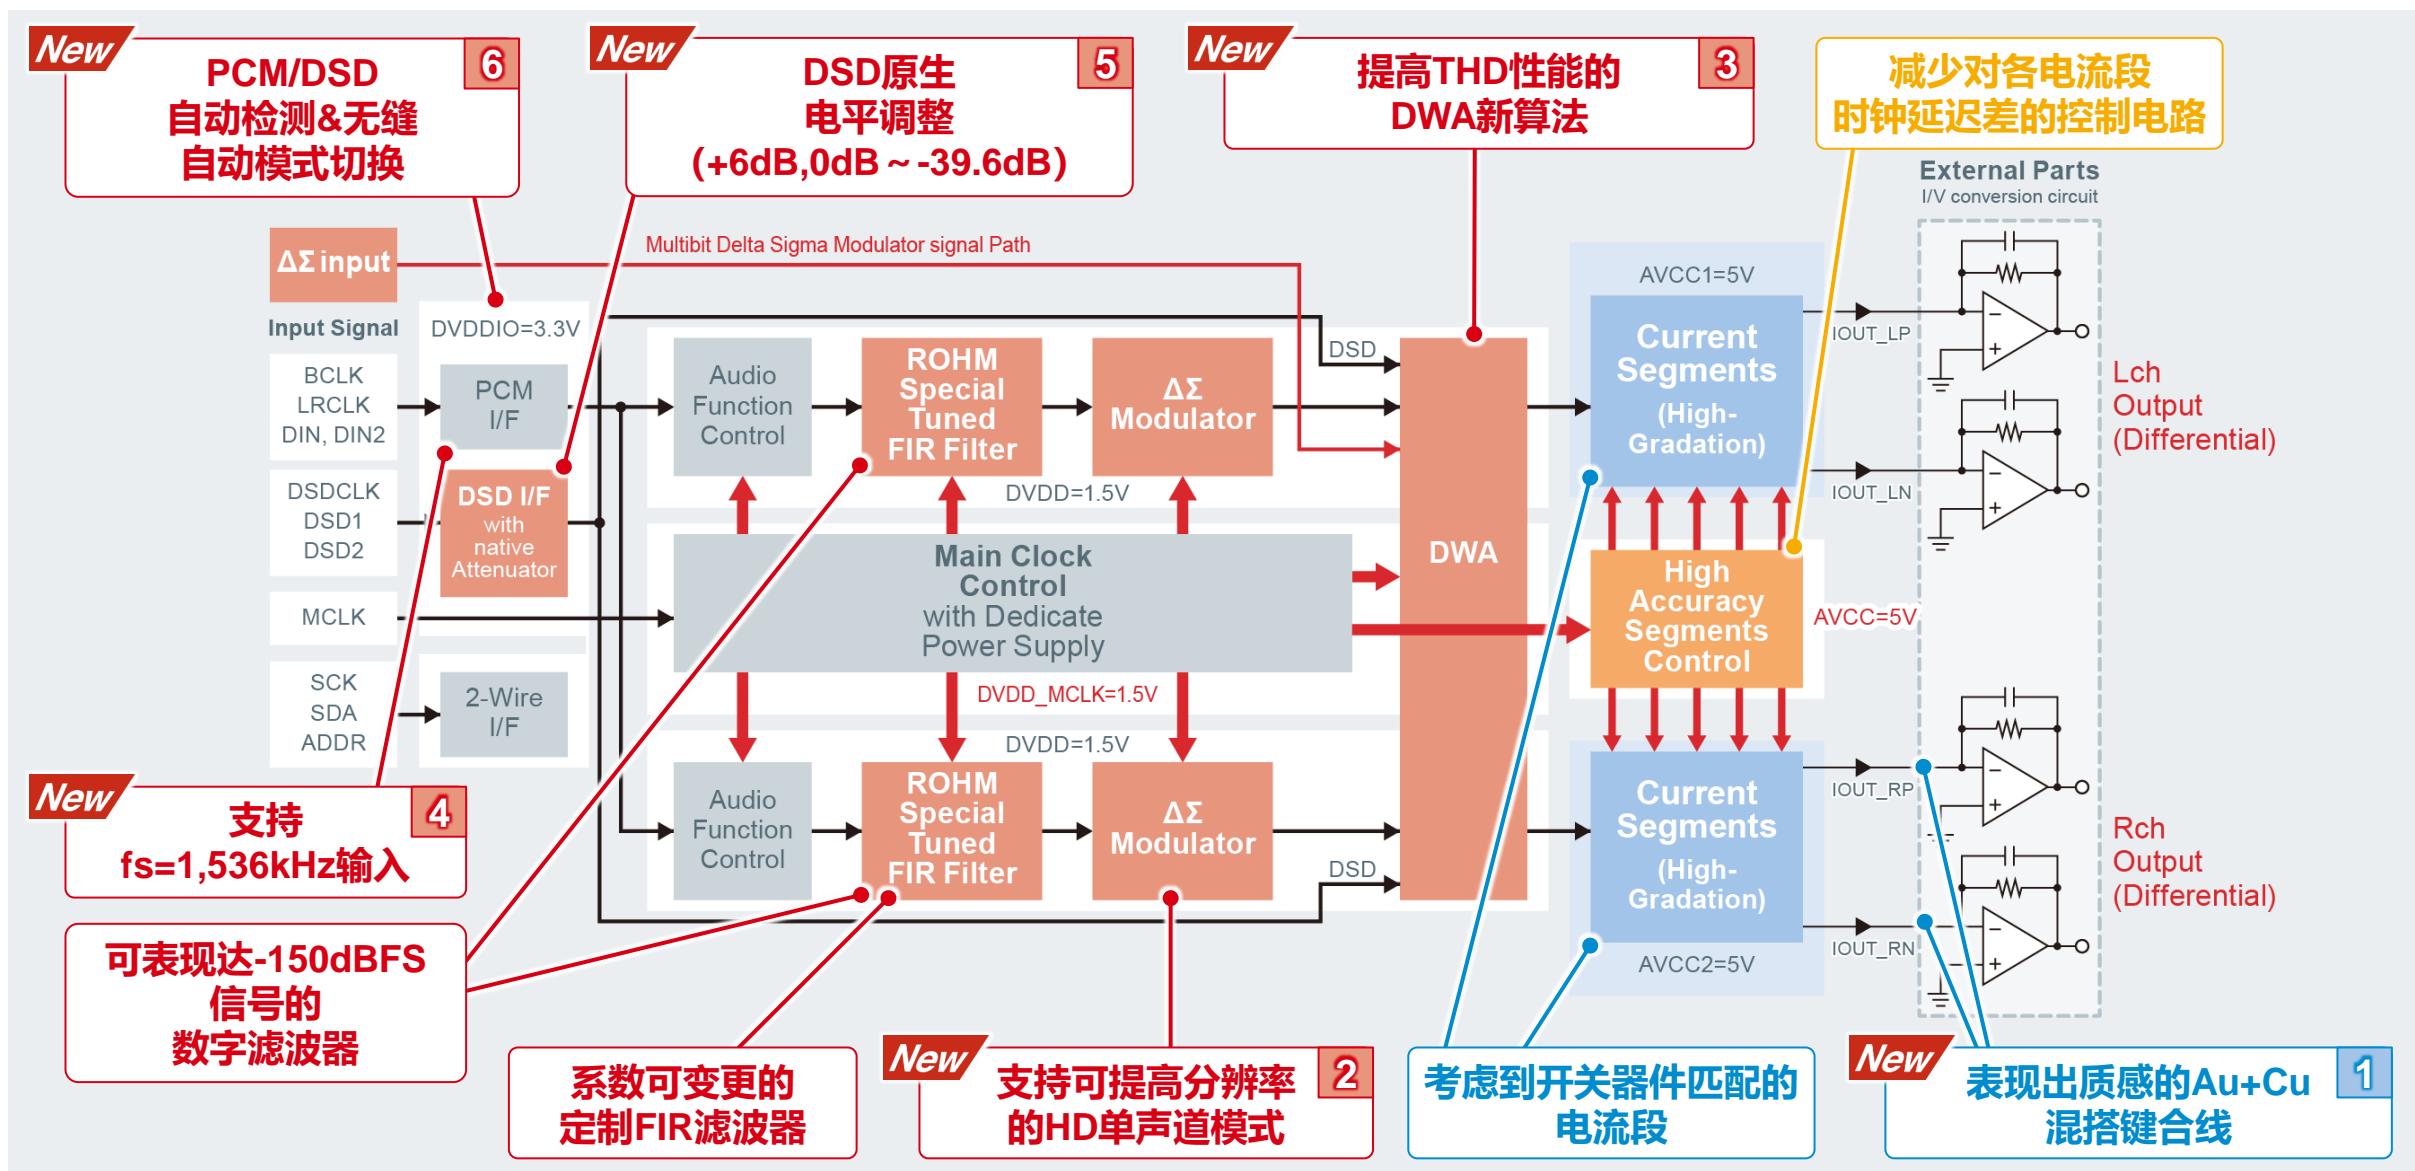 New
6
PCM/DSD
自动检测&无缝
自动模式切换
New
5
DSD原生
电平调整
(+6dB,0dB～-39.6dB)
New
3
提高THD性能的
DWA新算法
减少对各电流段
时钟延迟差的控制电路
External Parts
I/V conversion circuit
ΔΣ input
Multibit Delta Sigma Modulator signal Path
Input Signal
DVDDIO=3.3V
BCLK
LRCLK
DIN, DIN2
PCM
I/F
DSDCLK
DSD1
DSD2
DSD I/F
with
native
Attenuator
MCLK
SCK
SDA
ADDR
2-Wire
I/F
Audio
Function
Control
ROHM
Special
Tuned
FIR Filter
ΔΣ
Modulator
DSD
DVDD=1.5V
Main Clock
Control
with Dedicate
Power Supply
DVDD_MCLK=1.5V
DVDD=1.5V
Audio
Function
Control
ROHM
Special
Tuned
FIR Filter
ΔΣ
Modulator
DSD
DWA
AVCC1=5V
Current
Segments
(High-
Gradation)
High
Accuracy
Segments
Control
AVCC=5V
Current
Segments
(High-
Gradation)
AVCC2=5V
IOUT_LP
−
+
IOUT_LN
−
+
Lch
Output
(Differential)
IOUT_RP
−
+
IOUT_RN
−
+
Rch
Output
(Differential)
New
4
支持
fs=1,536kHz输入
可表现达-150dBFS
信号的
数字滤波器
系数可变更的
定制FIR滤波器
New
2
支持可提高分辨率
的HD单声道模式
考虑到开关器件匹配的
电流段
New
1
表现出质感的Au+Cu
混搭键合线